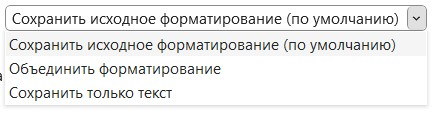 Сохранить исходное форматирование (по умолчанию)
Сохранить исходное форматирование (по умолчанию)
Объединить форматирование
Сохранить только текст